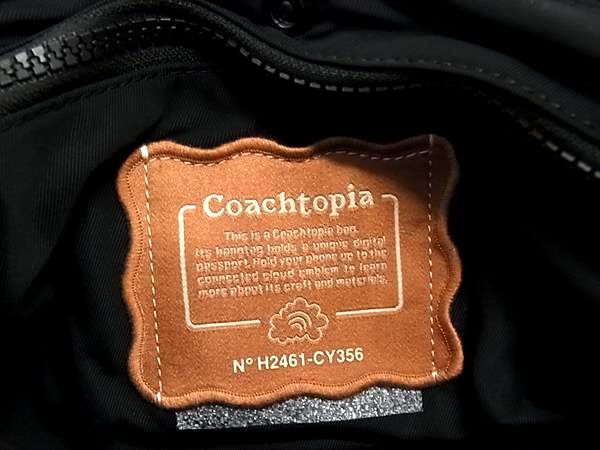 Coachtopia
This is a Coachtopia bag.
Its hangtag holds a unique digital
passport. Hold your phone up to the
connected cloud emblem to learn
more about its craft and materials.
Nº H2461-CY356